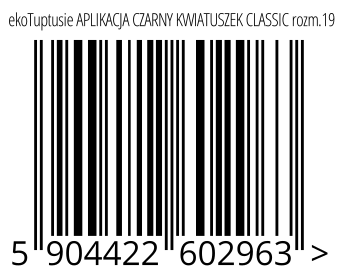 ekoTuptusie APLIKACJA CZARNY KWIATUSZEK CLASSIC rozm.19
5 904422 602963 >